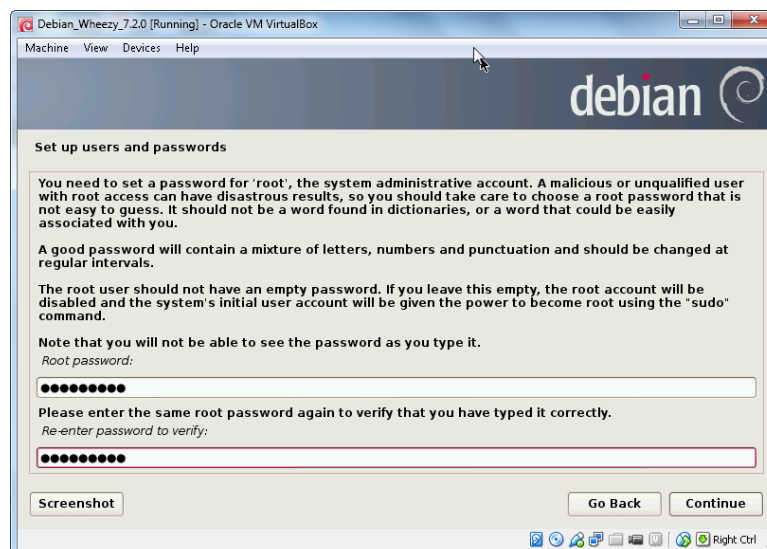 Debian_Wheezy_7.2.0 [Running] - Oracle VM VirtualBox
Machine View Devices Help
debian
Set up users and passwords
You need to set a password for 'root', the system administrative account. A malicious or unqualified user
with root access can have disastrous results, so you should take care to choose a root password that is
not easy to guess. It should not be a word found in dictionaries, or a word that could be easily
associated with you.
A good password will contain a mixture of letters, numbers and punctuation and should be changed at
regular intervals.
The root user should not have an empty password. If you leave this empty, the root account will be
disabled and the system's initial user account will be given the power to become root using the "sudo"
command.
Note that you will not be able to see the password as you type it.
Root password:
●●●●●●●●●
Please enter the same root password again to verify that you have typed it correctly.
Re-enter password to verify:
●●●●●●●●●
Screenshot Go Back Continue
Right Ctrl